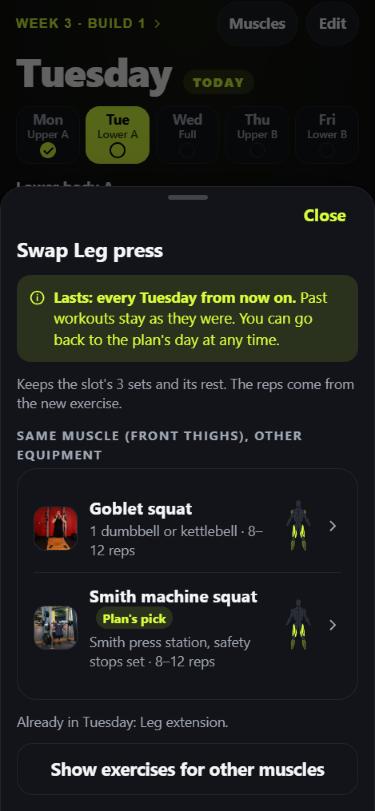 WEEK 3 · BUILD 1 >
Muscles
Edit
Tuesday
TODAY
Mon
Upper A
Tue
Lower A
Wed
Full
Thu
Upper B
Fri
Lower B
Lower body A
Close
Swap Leg press
Lasts: every Tuesday from now on. Past
workouts stay as they were. You can go
back to the plan's day at any time.
Keeps the slot's 3 sets and its rest. The reps come from
the new exercise.
SAME MUSCLE (FRONT THIGHS), OTHER
EQUIPMENT
Goblet squat
1 dumbbell or kettlebell · 8–
12 reps
Smith machine squat
Plan's pick
Smith press station, safety
stops set · 8–12 reps
Already in Tuesday: Leg extension.
Show exercises for other muscles